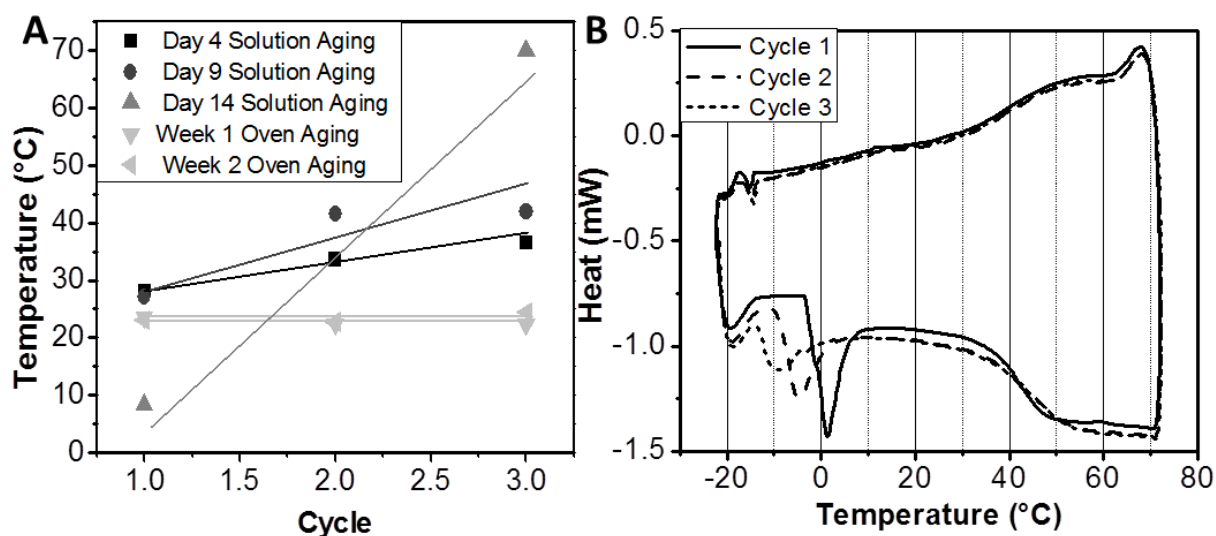 A
Day 4 Solution Aging
Day 9 Solution Aging
Day 14 Solution Aging
Week 1 Oven Aging
Week 2 Oven Aging
Temperature (°C)
70
60
50
40
30
20
10
0
1.0
1.5
2.0
2.5
3.0
Cycle
B
Cycle 1
Cycle 2
Cycle 3
Heat (mW)
0.5
0.0
-0.5
-1.0
-1.5
-20
0
20
40
60
80
Temperature (°C)